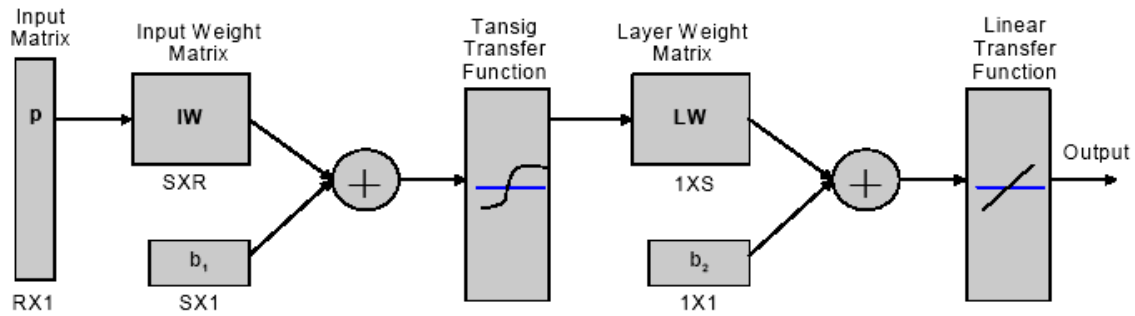 Input
Matrix
Input Weight
Matrix
Tansig
Transfer
Function
Layer Weight
Matrix
Linear
Transfer
Function
p
IW
LW
Output
SXR
1XS
b₁
b₂
RX1
SX1
1X1